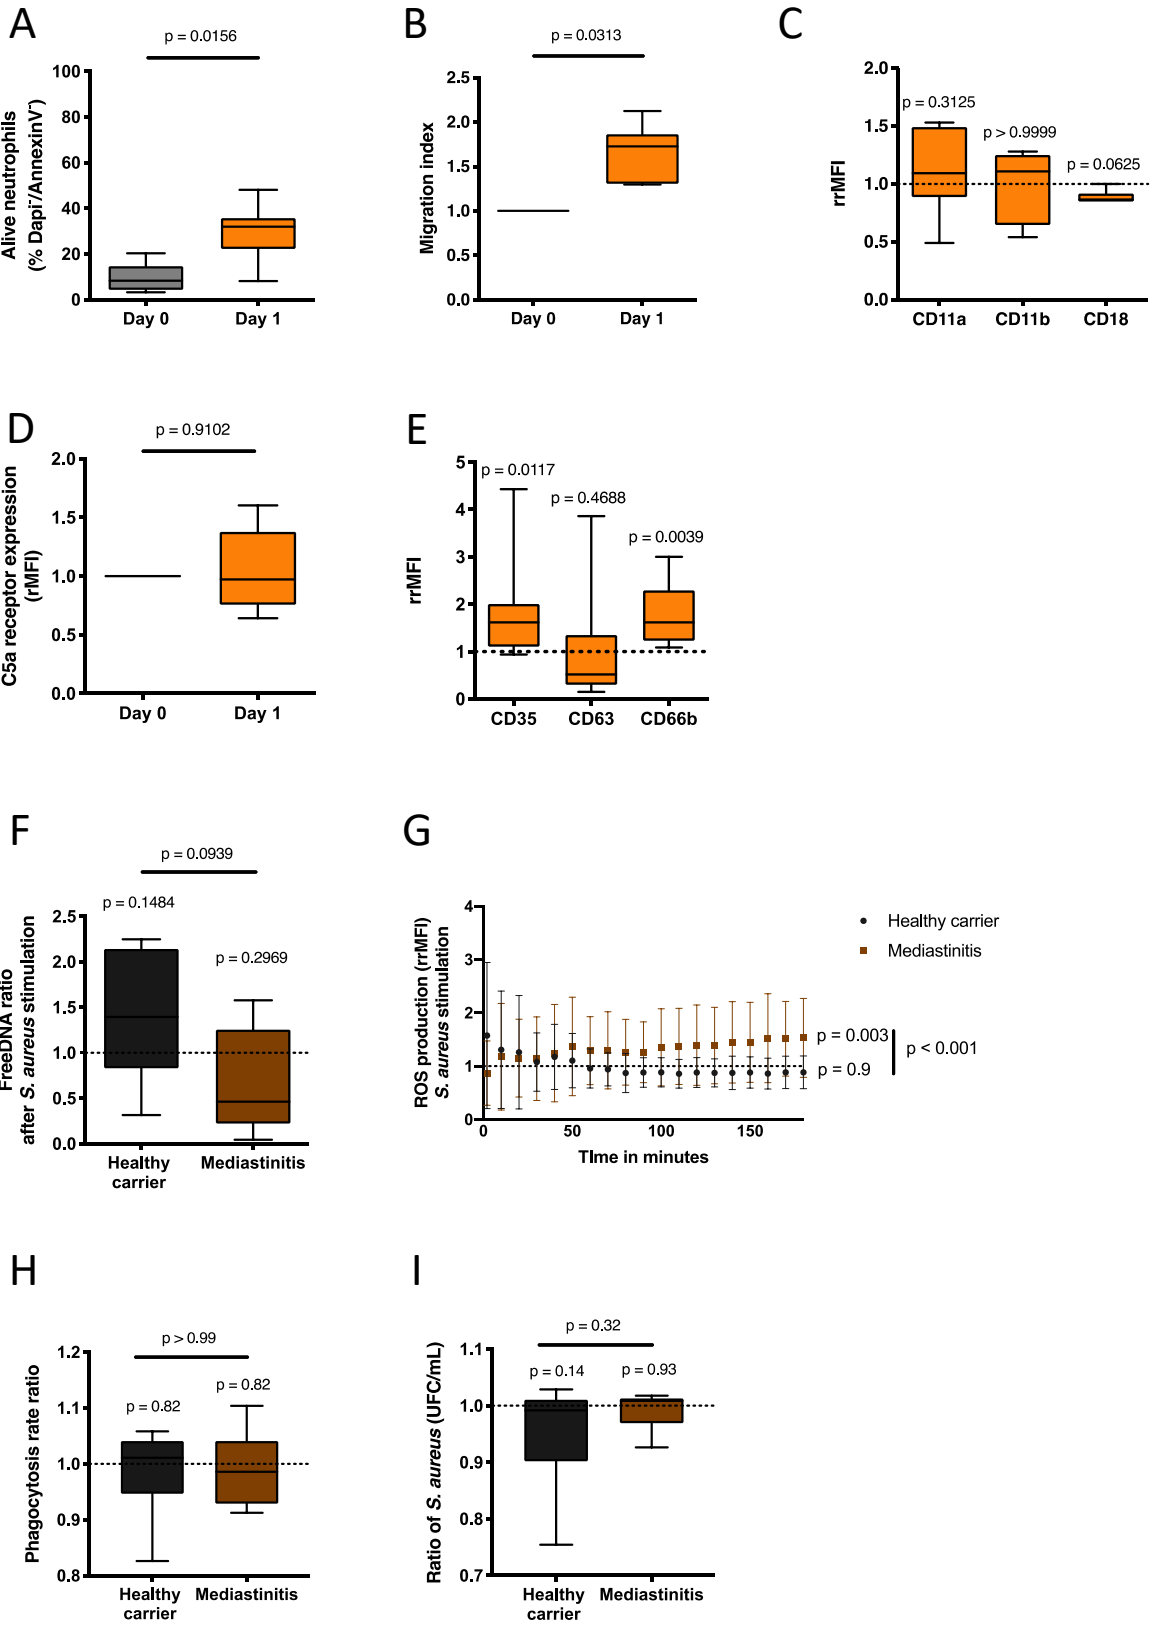 A
p = 0.0156
Alive neutrophils
(% Dapi-/AnnexinV-)
100
80
60
40
20
0
Day 0
Day 1
B
p = 0.0313
Migration index
2.5
2.0
1.5
1.0
0.5
0.0
Day 0
Day 1
C
rrMFI
2.0
1.5
1.0
0.5
0.0
p = 0.3125
p > 0.9999
p = 0.0625
CD11a
CD11b
CD18
D
p = 0.9102
C5a receptor expression
(rMFI)
2.0
1.5
1.0
0.5
0.0
Day 0
Day 1
E
rrMFI
5
4
3
2
1
0
p = 0.0117
p = 0.4688
p = 0.0039
CD35
CD63
CD66b
F
p = 0.0939
p = 0.1484
p = 0.2969
FreeDNA ratio
after S. aureus stimulation
2.5
2.0
1.5
1.0
0.5
0.0
Healthy
carrier
Mediastinitis
G
ROS production (rrMFI)
S. aureus stimulation
4
3
2
1
0
0
50
100
150
TIme in minutes
Healthy carrier
Mediastinitis
p = 0.003
p = 0.9
p < 0.001
H
p > 0.99
p = 0.82
p = 0.82
Phagocytosis rate ratio
1.2
1.1
1.0
0.9
0.8
Healthy
carrier
Mediastinitis
I
p = 0.32
p = 0.14
p = 0.93
Ratio of S. aureus (UFC/mL)
1.1
1.0
0.9
0.8
0.7
Healthy
carrier
Mediastinitis